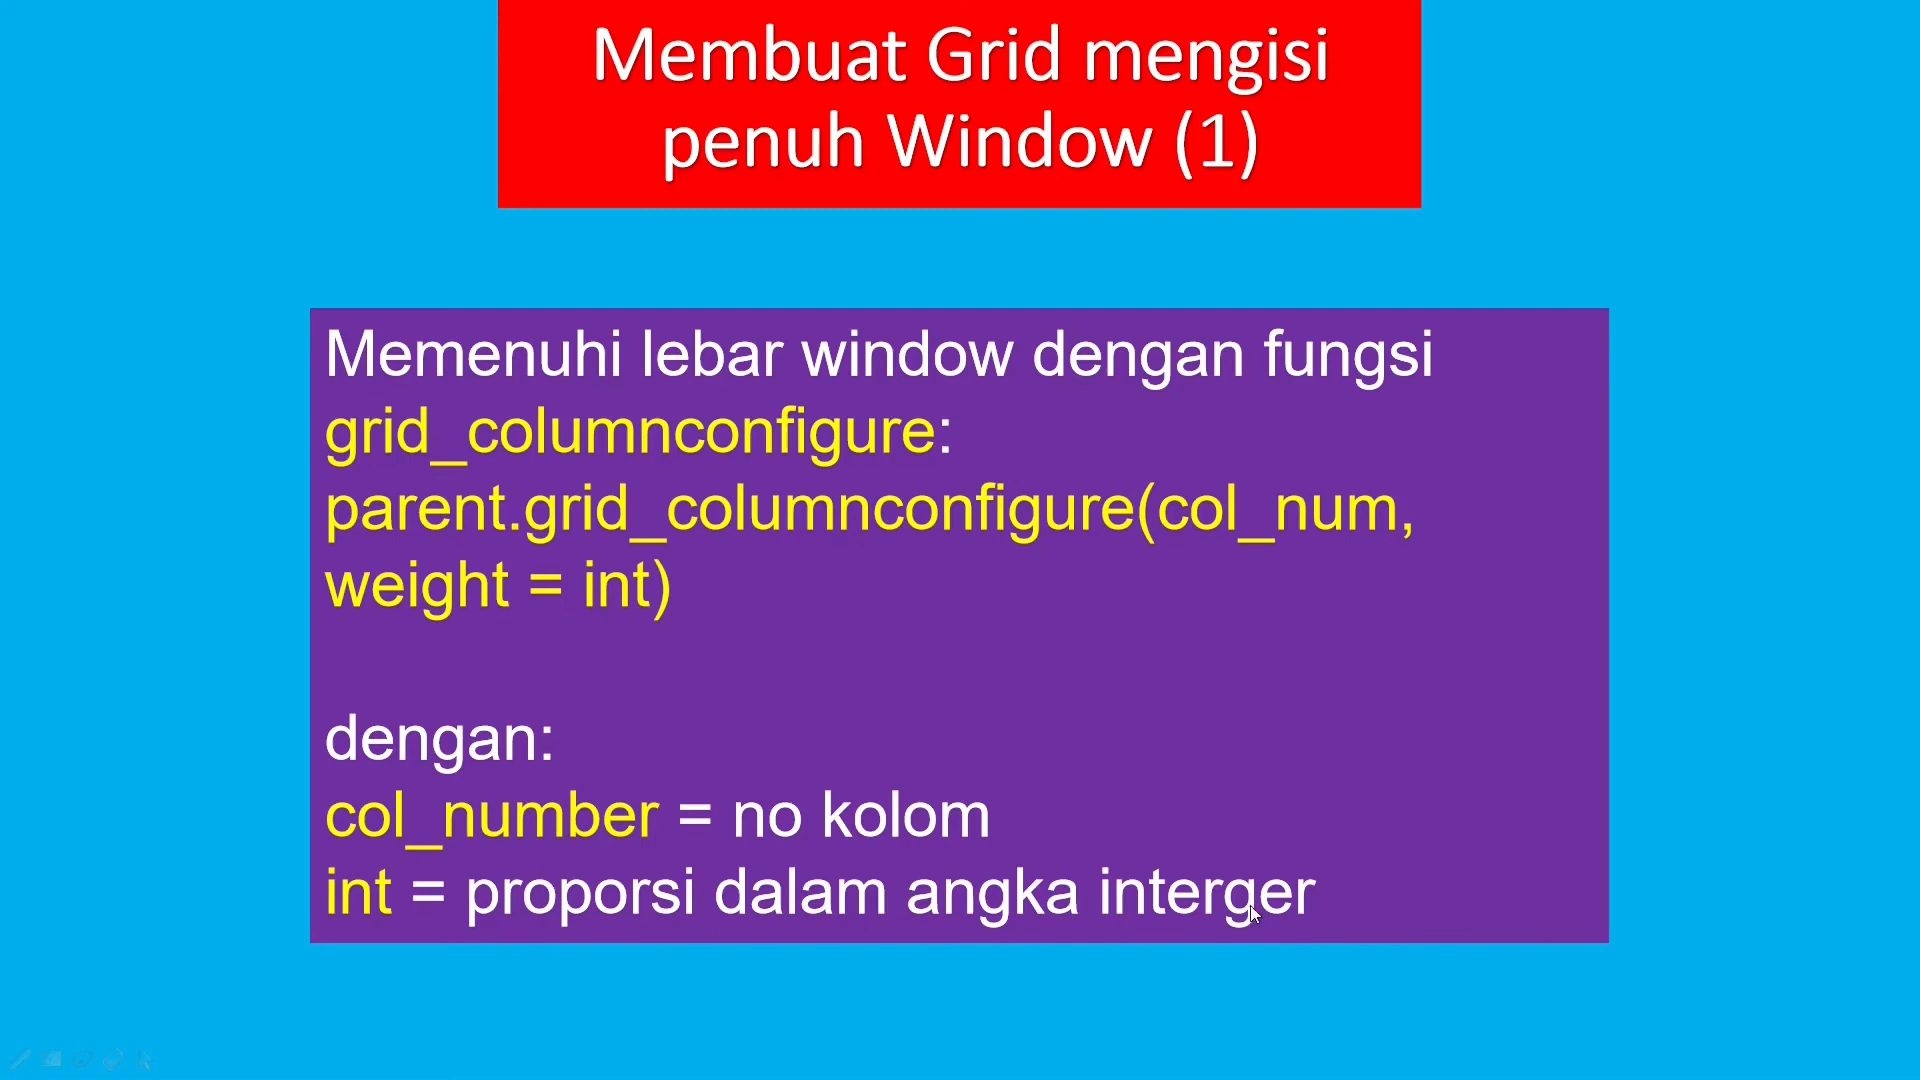 Membuat Grid mengisi
penuh Window (1)
Memenuhi lebar window dengan fungsi
grid_columnconfigure:
parent.grid_columnconfigure(col_num,
weight = int)
dengan:
col_number = no kolom
int = proporsi dalam angka interger